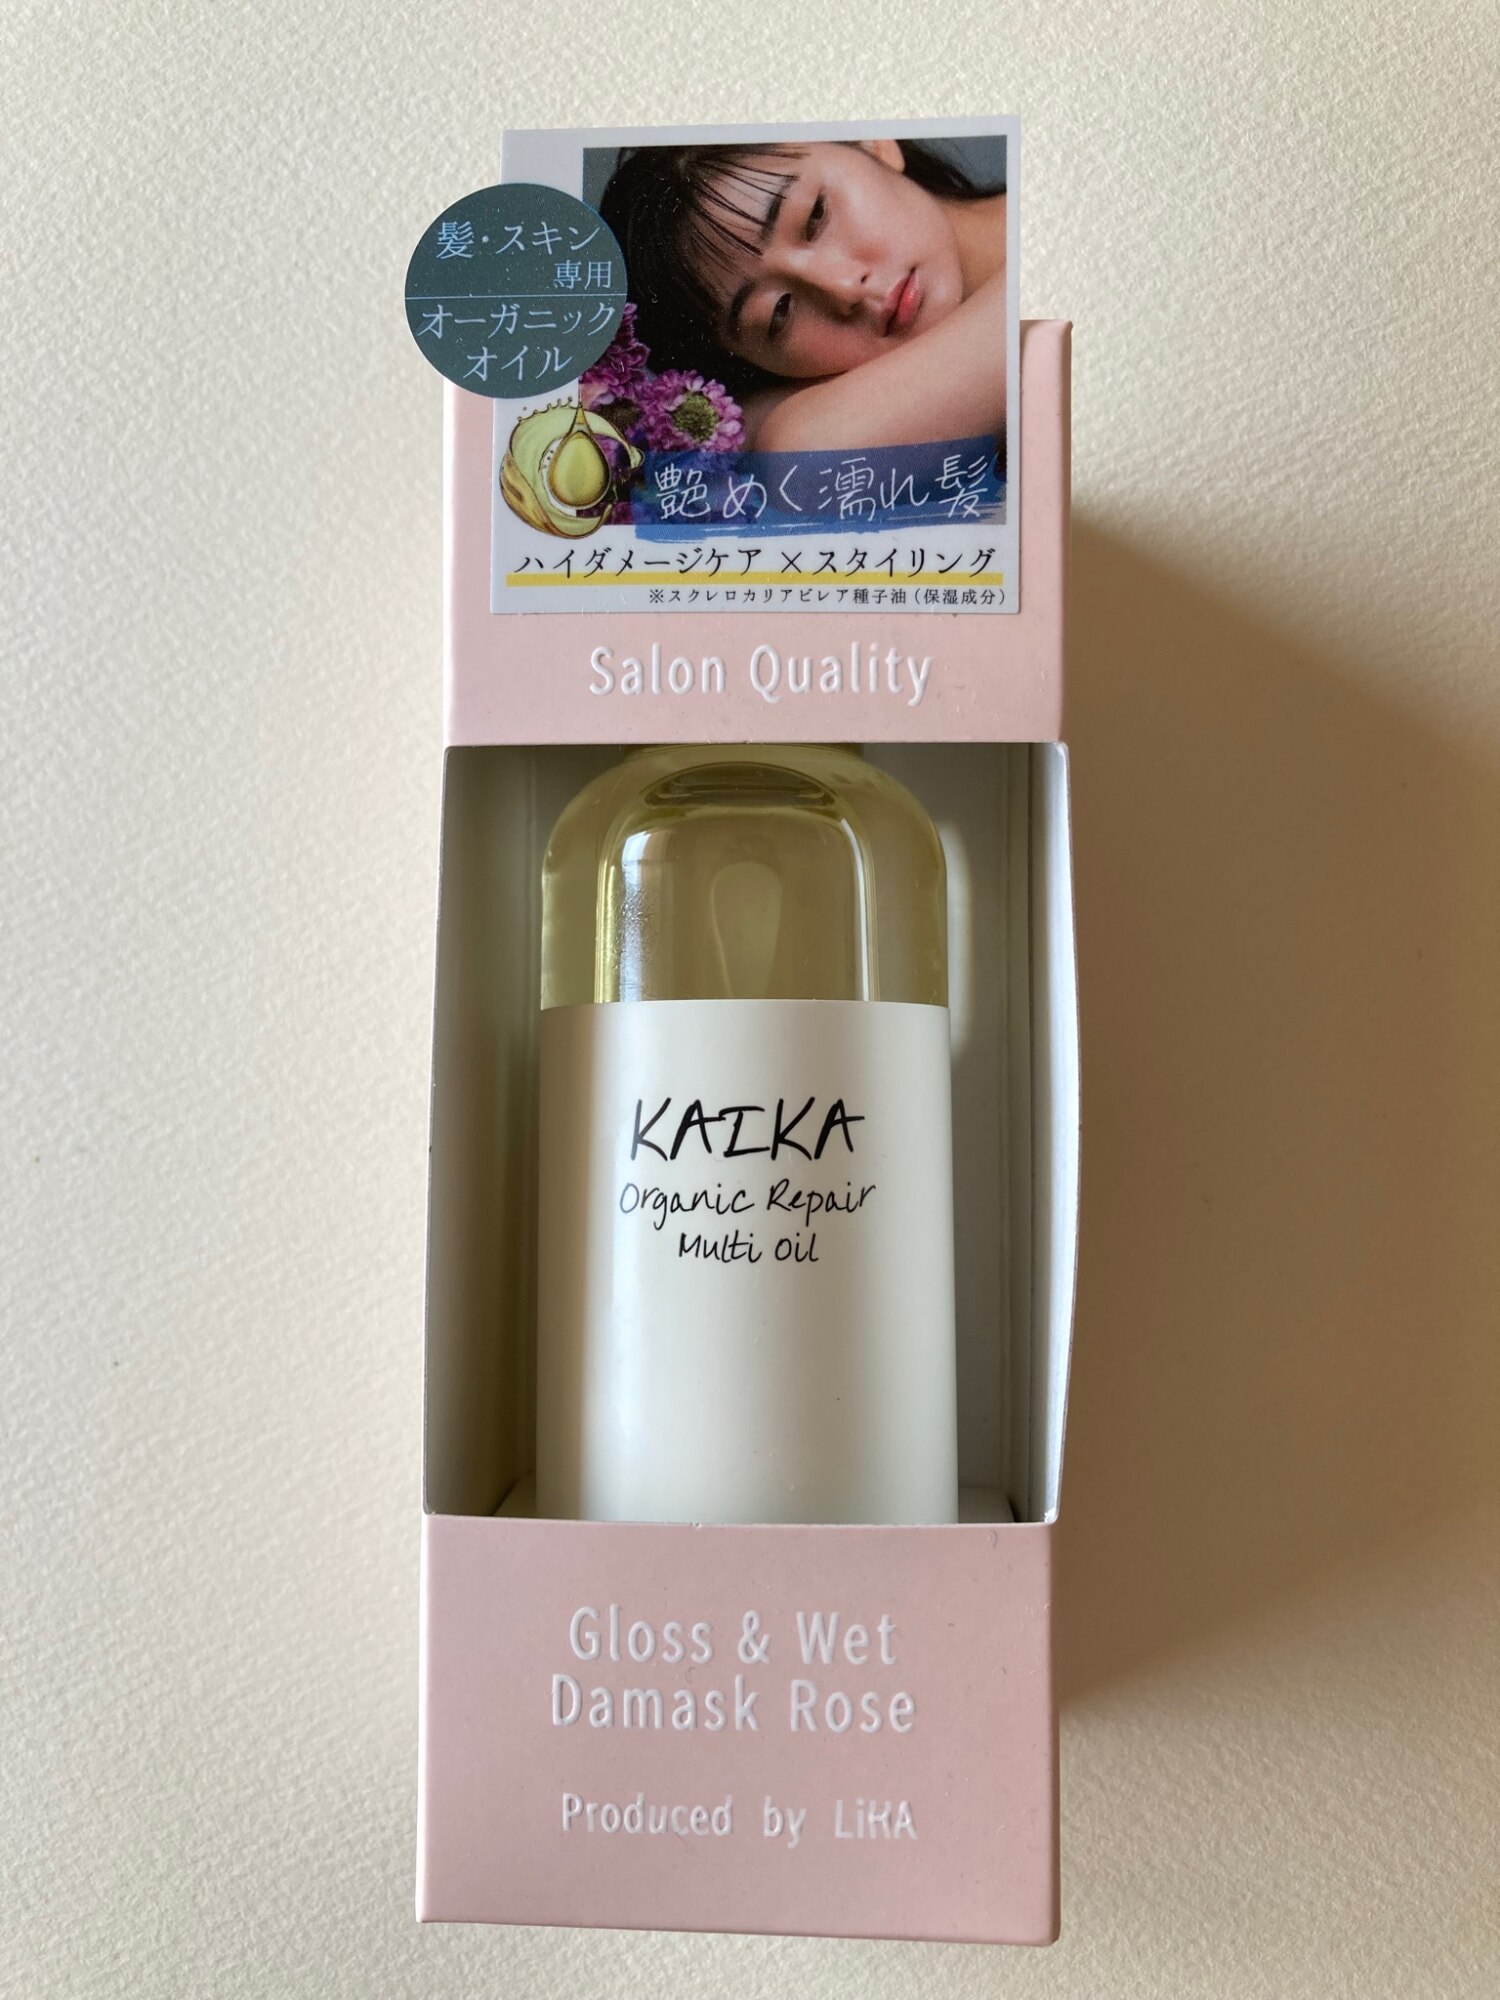 髪・スキン
専用
オーガニック
オイル
艶めく濡れ髪
ハイダメージケア×スタイリング
※スクレロカリアビレア種子油（保湿成分）
Salon Quality
KAIKA
Organic Repair
Multi Oil
Gloss & Wet
Damask Rose
Produced by LiKA